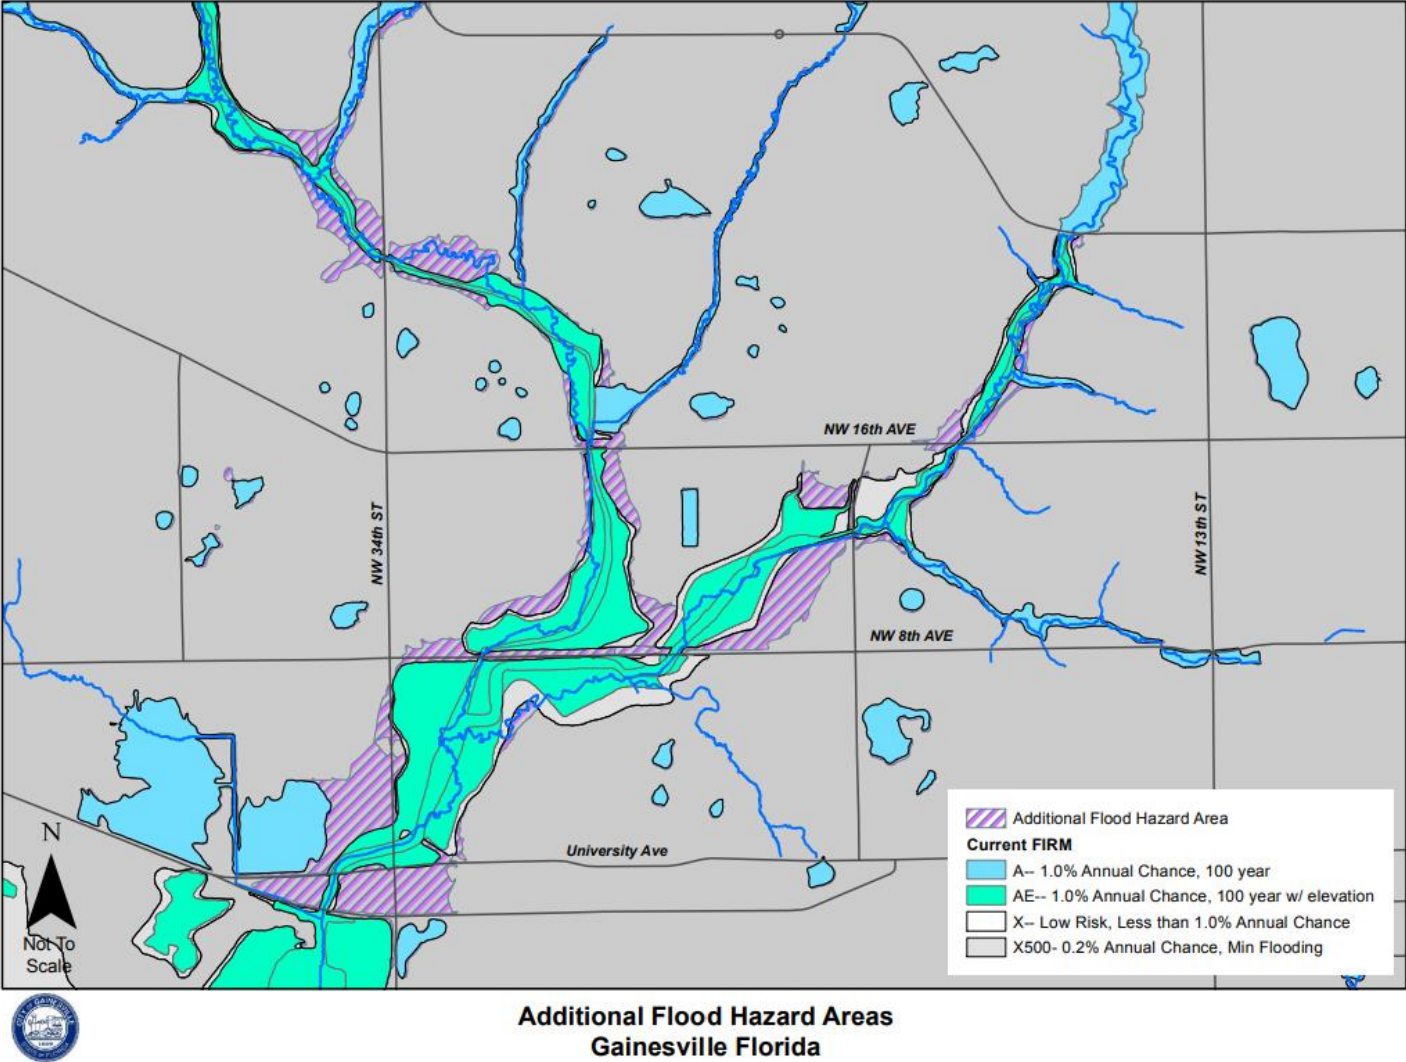 NW 16th AVE
NW 34th ST
NW 13th ST
NW 8th AVE
University Ave
N
Not To
Scale
Additional Flood Hazard Area
Current FIRM
A-- 1.0% Annual Chance, 100 year
AE-- 1.0% Annual Chance, 100 year w/ elevation
X-- Low Risk, Less than 1.0% Annual Chance
X500- 0.2% Annual Chance, Min Flooding
Additional Flood Hazard Areas
Gainesville Florida